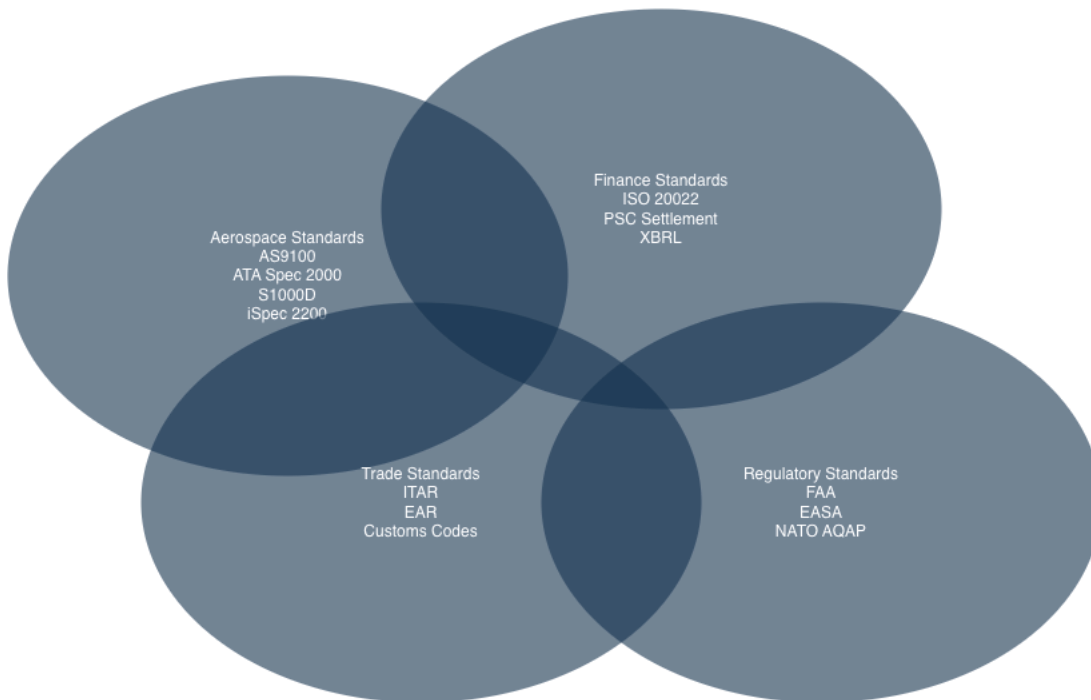 Finance Standards
ISO 20022
PSC Settlement
XBRL
Aerospace Standards
AS9100
ATA Spec 2000
S1000D
iSpec 2200
Trade Standards
ITAR
EAR
Customs Codes
Regulatory Standards
FAA
EASA
NATO AQAP